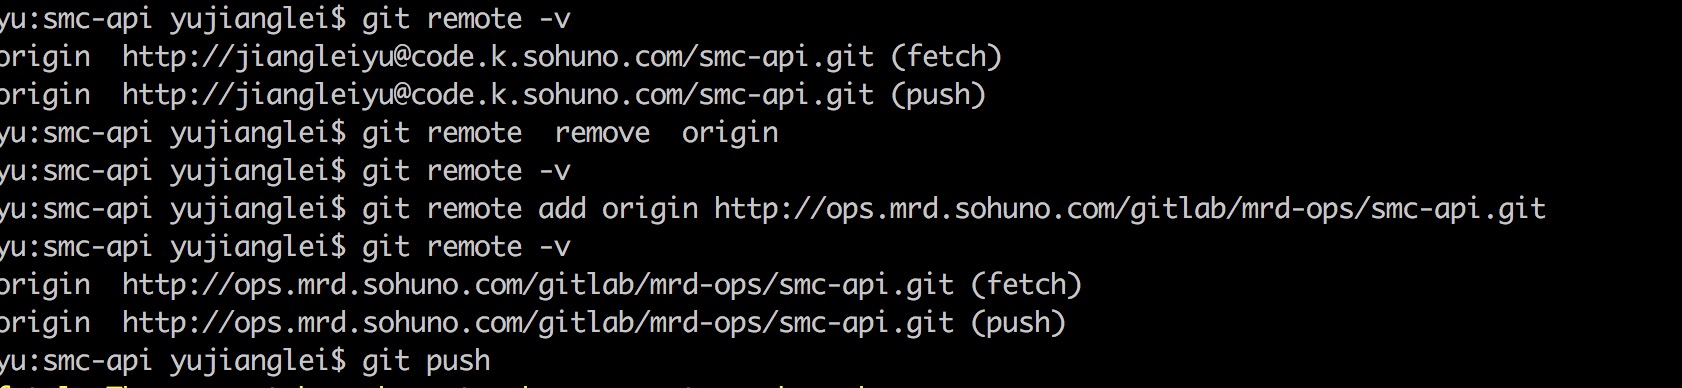 yu:smc-api yujianglei$ git remote -v
origin  http://jiangleiyu@code.k.sohuno.com/smc-api.git (fetch)
origin  http://jiangleiyu@code.k.sohuno.com/smc-api.git (push)
yu:smc-api yujianglei$ git remote  remove  origin
yu:smc-api yujianglei$ git remote -v
yu:smc-api yujianglei$ git remote add origin http://ops.mrd.sohuno.com/gitlab/mrd-ops/smc-api.git
yu:smc-api yujianglei$ git remote -v
origin  http://ops.mrd.sohuno.com/gitlab/mrd-ops/smc-api.git (fetch)
origin  http://ops.mrd.sohuno.com/gitlab/mrd-ops/smc-api.git (push)
yu:smc-api yujianglei$ git push